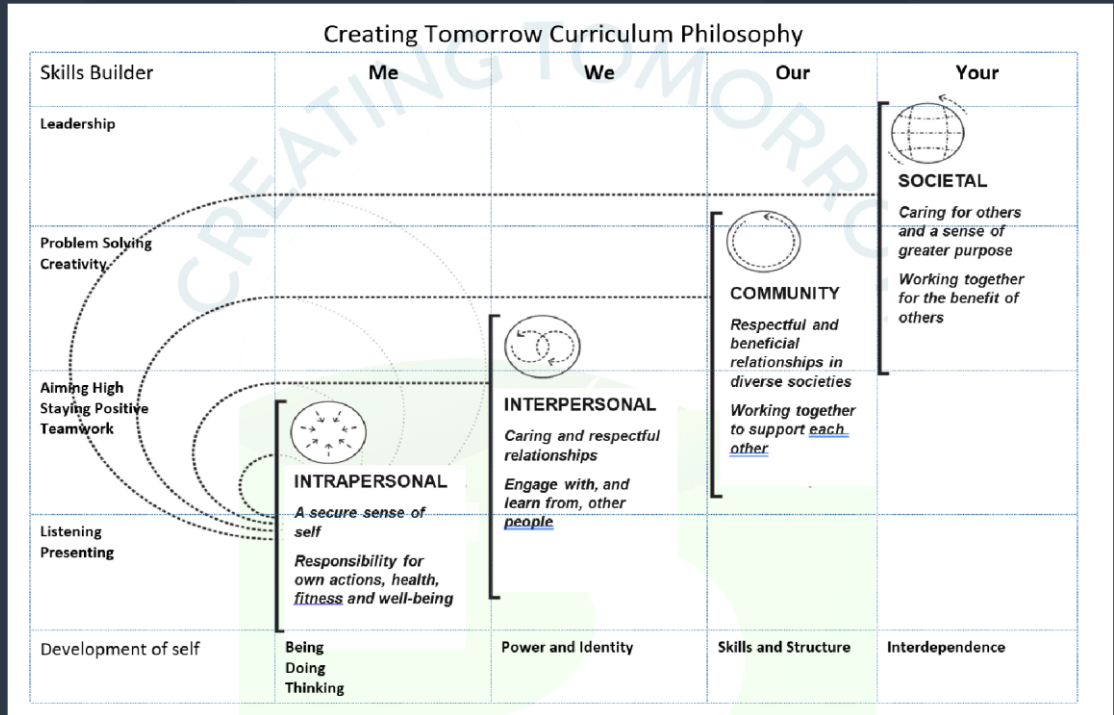 Creating Tomorrow Curriculum Philosophy
Skills Builder
Me
We
Our
Your
Leadership
Problem Solving
Creativity
Aiming High
Staying Positive
Teamwork
Listening
Presenting
INTRAPERSONAL
A secure sense of
self
Responsibility for
own actions, health,
fitness and well-being
INTERPERSONAL
Caring and respectful
relationships
Engage with, and
learn from, other
people
COMMUNITY
Respectful and
beneficial
relationships in
diverse societies
Working together
to support each
other
SOCIETAL
Caring for others
and a sense of
greater purpose
Working together
for the benefit of
others
Development of self
Being
Doing
Thinking
Power and Identity
Skills and Structure
Interdependence
CREATING TOMORRO